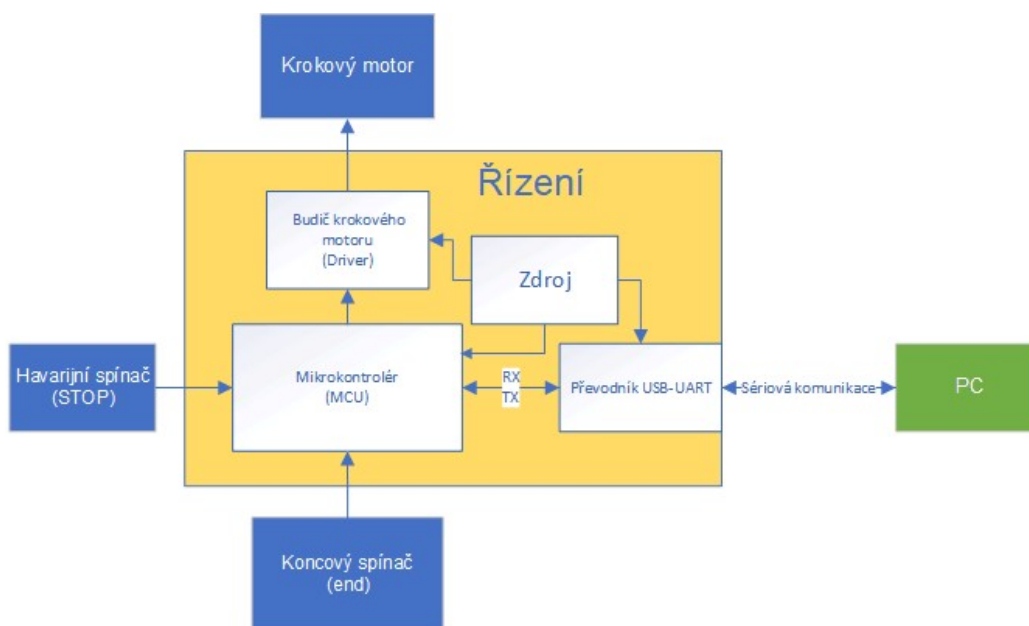 Krokový motor
Řízení
Budič krokového
motoru
(Driver)
Zdroj
Havarijní spínač
(STOP)
Mikrokontrolér
(MCU)
RX
TX
Převodník USB-UART
Sériová komunikace
PC
Koncový spínač
(end)